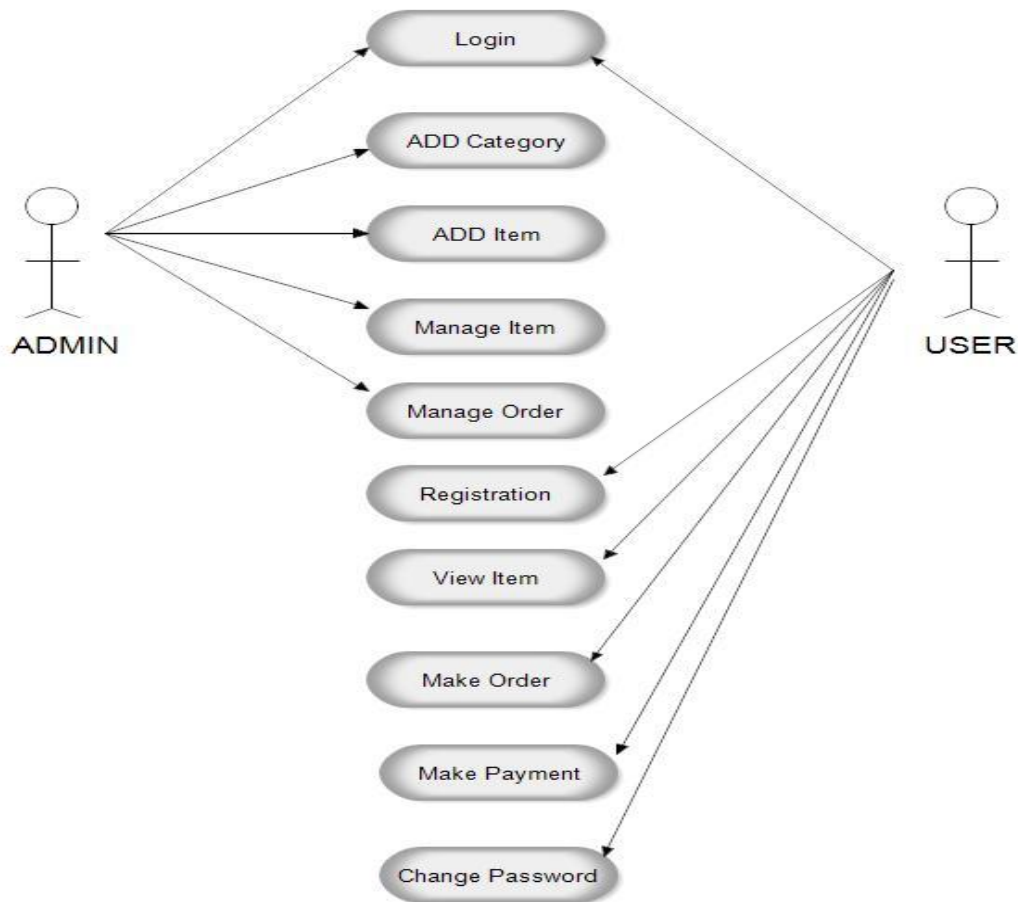 Login
ADD Category
ADD Item
Manage Item
ADMIN
USER
Manage Order
Registration
View Item
Make Order
Make Payment
Change Password